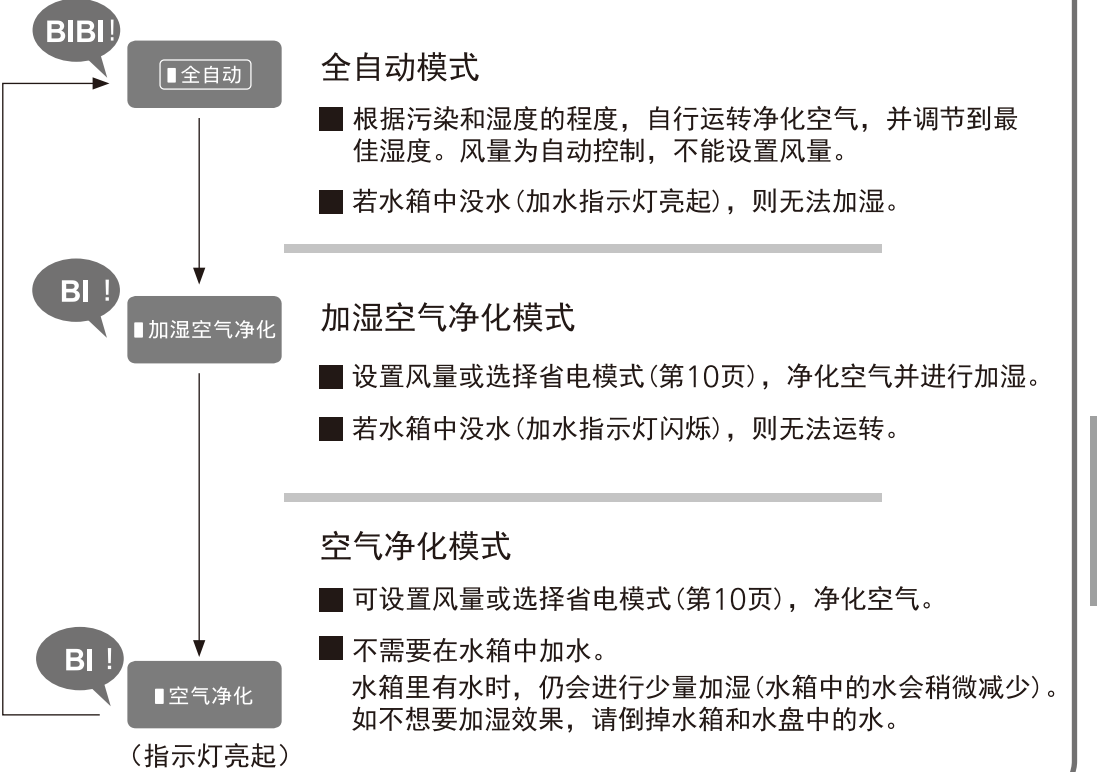 BIBI!
▮全自动
全自动模式
■ 根据污染和湿度的程度，自行运转净化空气，并调节到最
佳湿度。风量为自动控制，不能设置风量。
■ 若水箱中没水(加水指示灯亮起)，则无法加湿。
BI !
▮加湿空气净化
加湿空气净化模式
■ 设置风量或选择省电模式(第10页)，净化空气并进行加湿。
■ 若水箱中没水(加水指示灯闪烁)，则无法运转。
空气净化模式
■ 可设置风量或选择省电模式(第10页)，净化空气。
■ 不需要在水箱中加水。
水箱里有水时，仍会进行少量加湿(水箱中的水会稍微减少)。
如不想要加湿效果，请倒掉水箱和水盘中的水。
BI !
▮空气净化
(指示灯亮起)